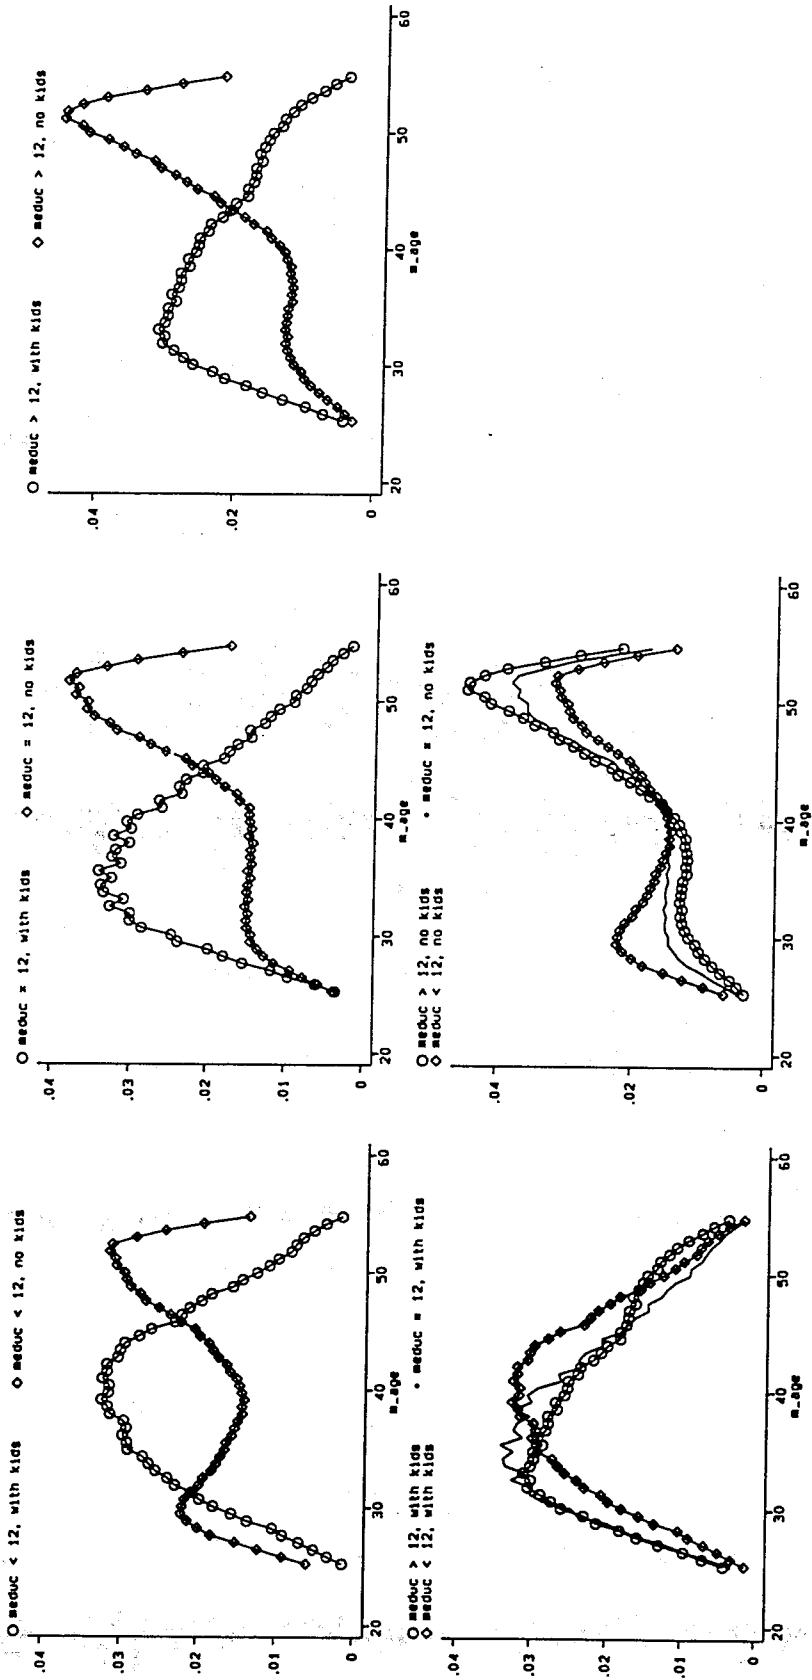 ○ meduc < 12, with kids ◇ meduc < 12, no kids
.04
.03
.02
.01
0
20 30 40 50 60
m_age
○ meduc = 12, with kids ◇ meduc = 12, no kids
.04
.03
.02
.01
0
20 30 40 50 60
m_age
○ meduc > 12, with kids ◇ meduc > 12, no kids
.04
.02
0
20 30 40 50 60
m_age
○ meduc > 12, with kids • meduc = 12, with kids
◇ meduc < 12, with kids
.04
.03
.02
.01
0
20 30 40 50 60
m_age
○ meduc > 12, no kids • meduc = 12, no kids
◇ meduc < 12, no kids
.04
.02
0
20 30 40 50 60
m_age